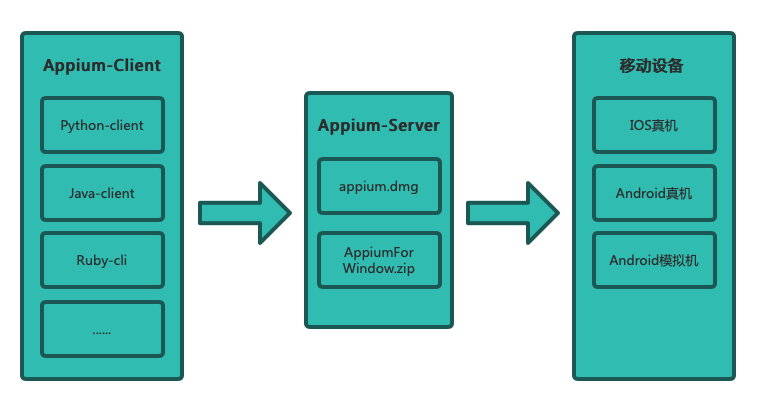 Appium-Client
Python-client
Java-client
Ruby-cli
......
Appium-Server
appium.dmg
AppiumFor
Window.zip
移动设备
IOS真机
Android真机
Android模拟机